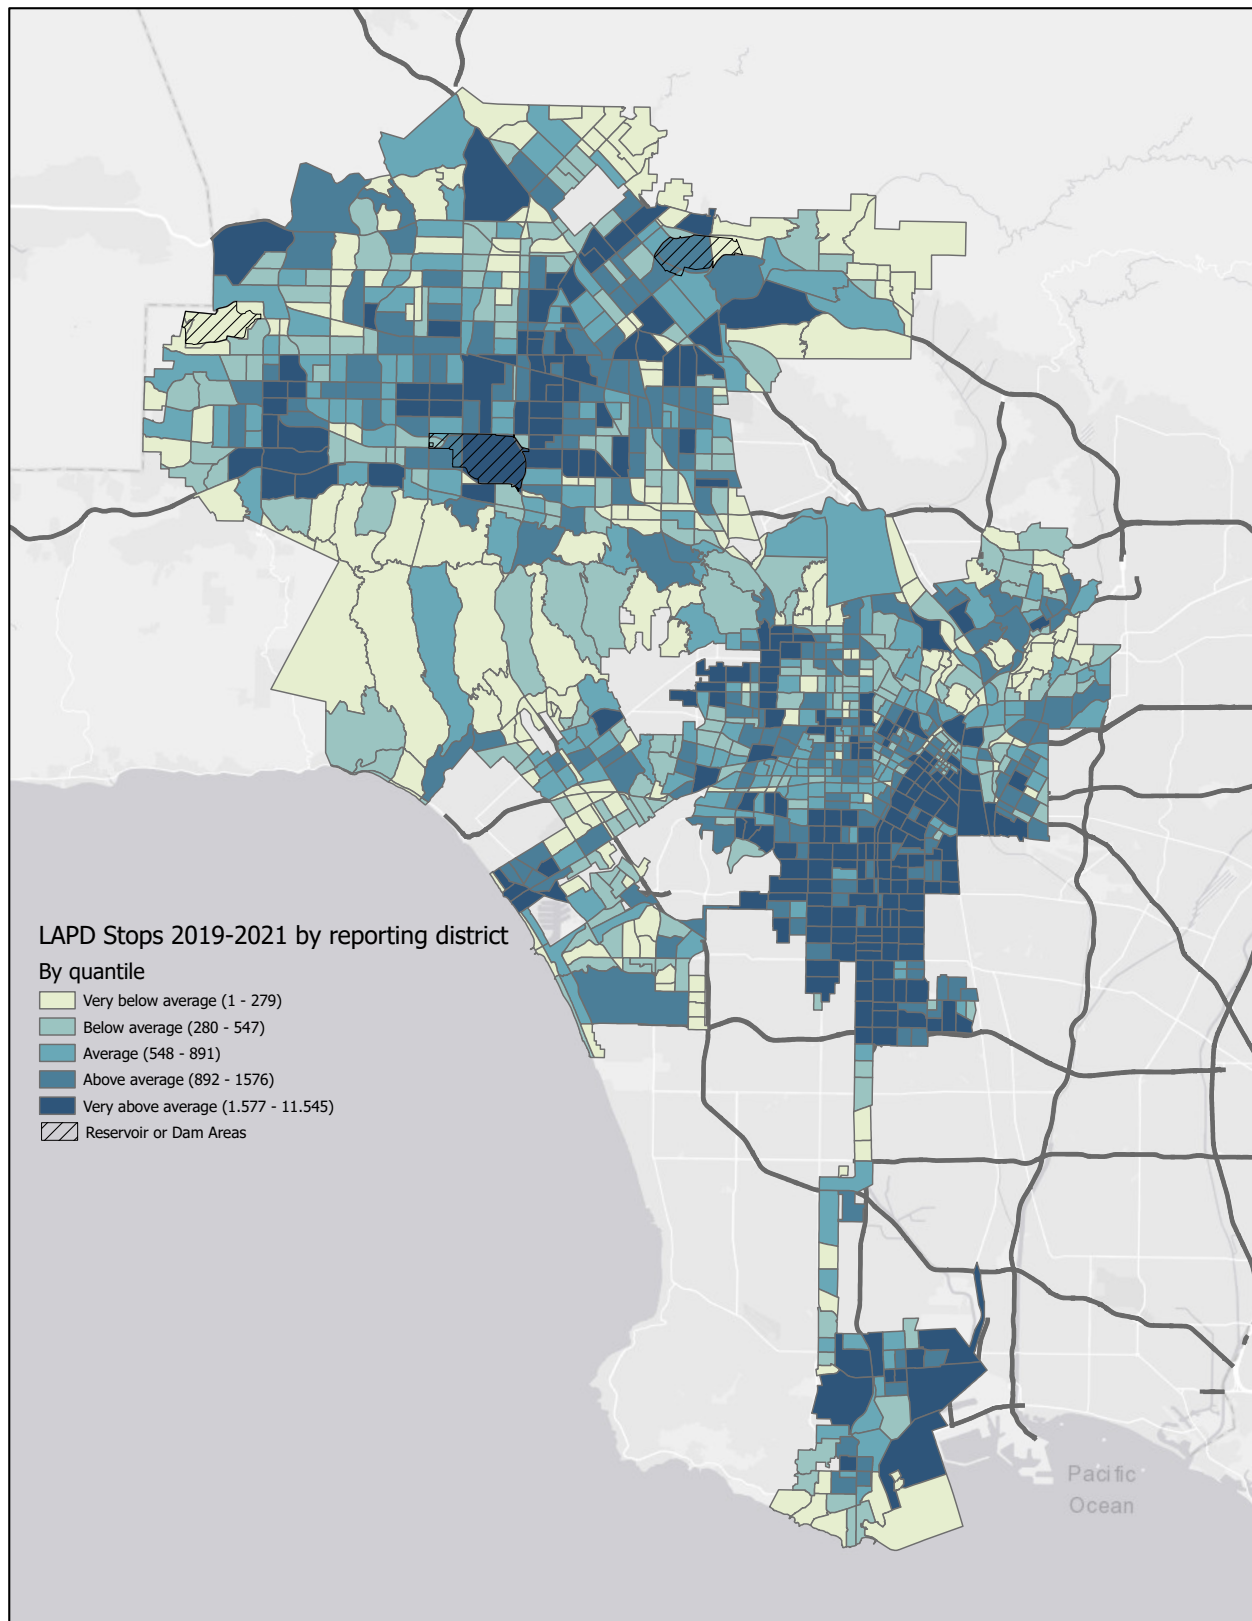 LAPD Stops 2019-2021 by reporting district
By quantile
Very below average (1 - 279)
Below average (280 - 547)
Average (548 - 891)
Above average (892 - 1576)
Very above average (1.577 - 11.545)
Reservoir or Dam Areas
Pacific
Ocean